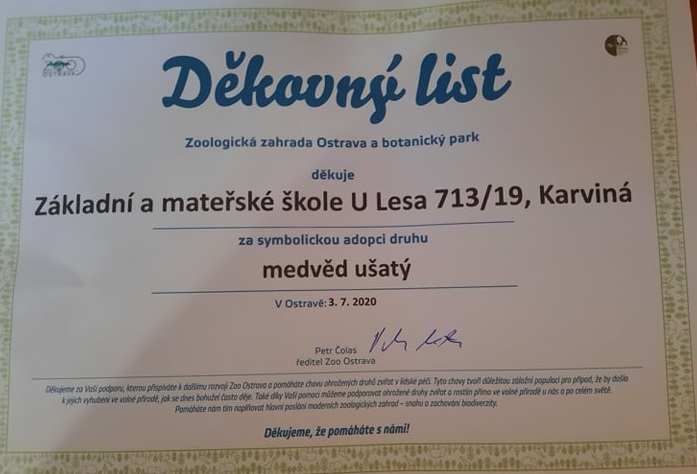 ZOO
OSTRAVA
Děkovný list
Zoologická zahrada Ostrava a botanický park
děkuje
Základní a mateřské škole U Lesa 713/19, Karviná
za symbolickou adopci druhu
medvěd ušatý
V Ostravě: 3. 7. 2020
Petr Čolas
ředitel Zoo Ostrava
Děkujeme za Vaši podporu, kterou přispíváte k dalšímu rozvoji Zoo Ostrava a pomáháte chovu ohrožených druhů zvířat v lidské péči. Tyto chovy tvoří důležitou záložní populaci pro případ, že by došlo
k jejich vyhubení ve volné přírodě, jak se dnes bohužel často děje. Také díky Vaší pomoci můžeme podporovat ohrožené druhy zvířat a rostlin přímo ve volné přírodě u nás a po celém světě.
Pomáháte nám tím naplňovat hlavní poslání moderních zoologických zahrad – snahu o zachování biodiverzity.
Děkujeme, že pomáháte s námi!